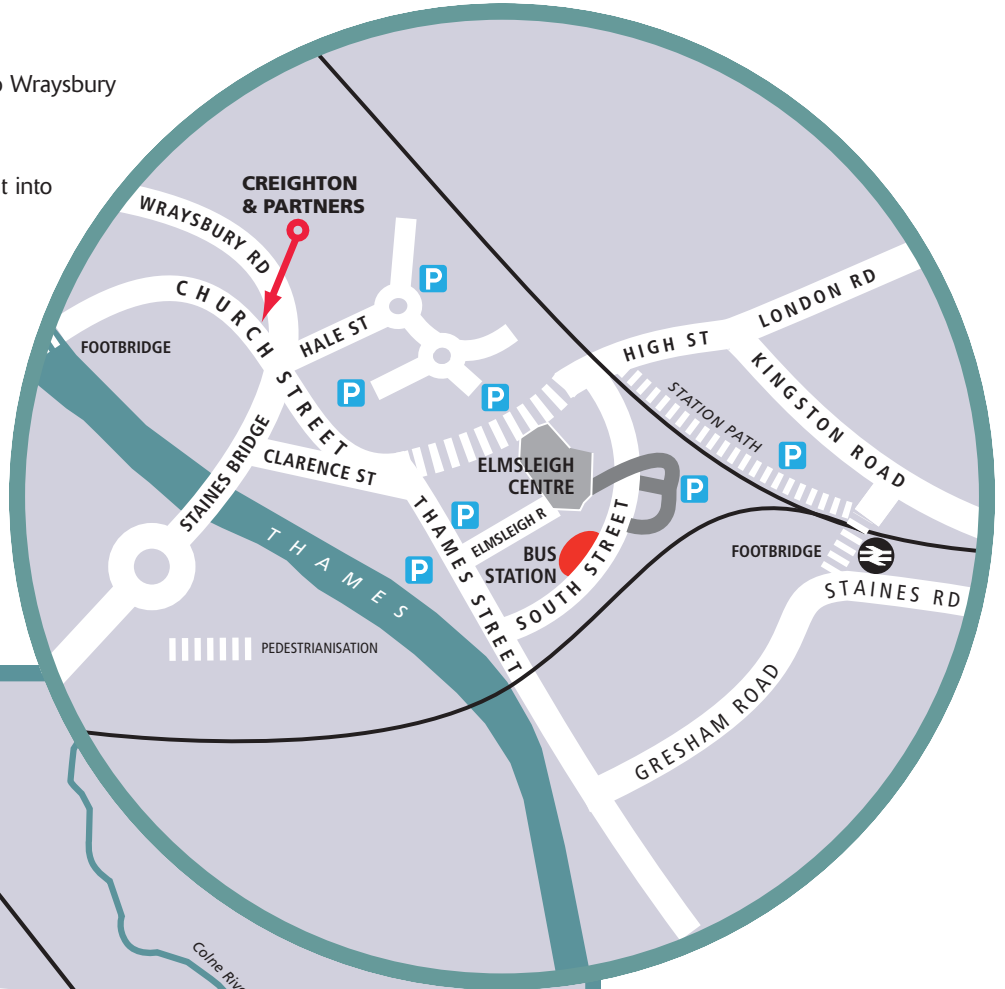 Wraysbury
t into
CREIGHTON
& PARTNERS
WRAYSBURY RD
P
CHURCH STREET
HALE ST
LONDON RD
HIGH ST
FOOTBRIDGE
KINGSTON ROAD
STATION PATH
P
P
STAINES BRIDGE
CLARENCE ST
ELMSLEIGH
CENTRE
P
P
THAMES STREET
P
ELMSLEIGH R
THAMES
P
BUS
STATION
SOUTH STREET
FOOTBRIDGE
STAINES RD
PEDESTRIANISATION
GRESHAM ROAD